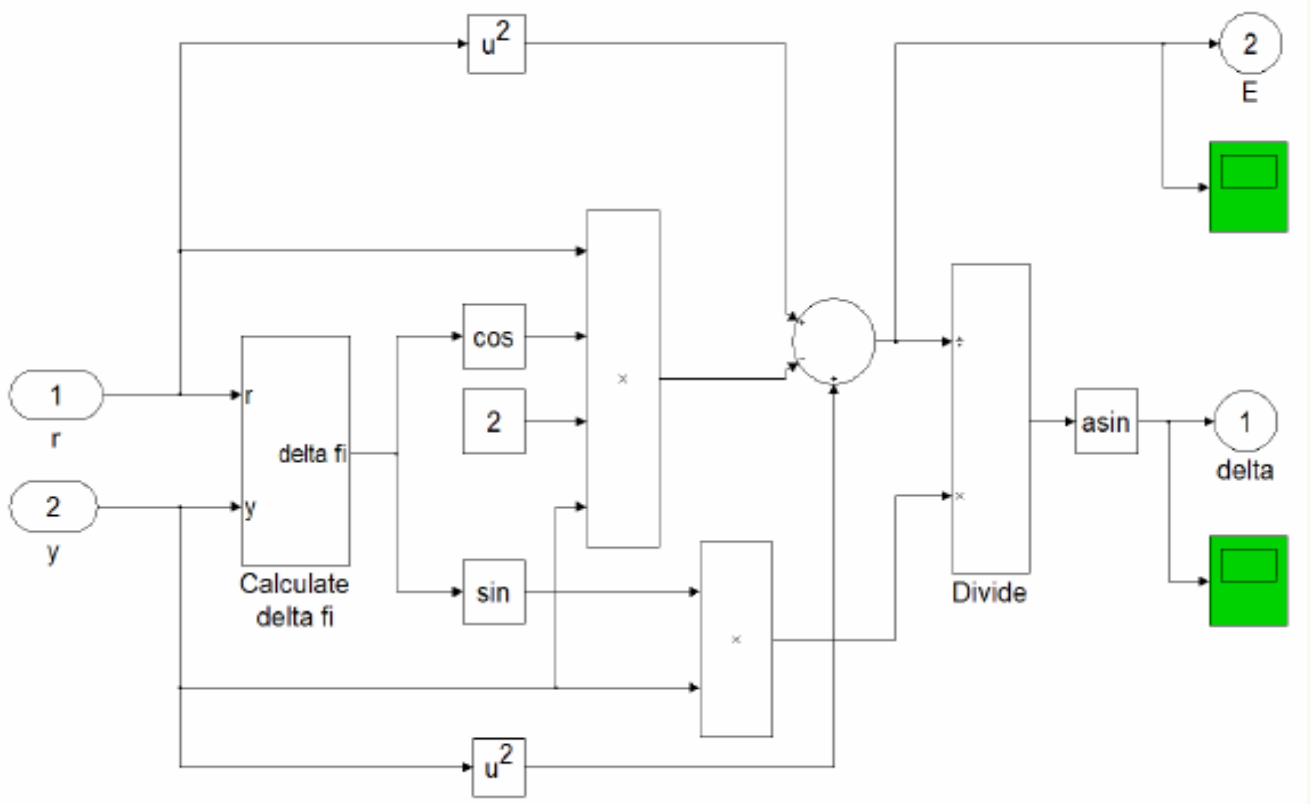 u²
2
E
cos
1
r
r
delta fi
2
×
+
−
+
÷
asin
1
delta
2
y
y
Calculate
delta fi
sin
×
×
Divide
u²